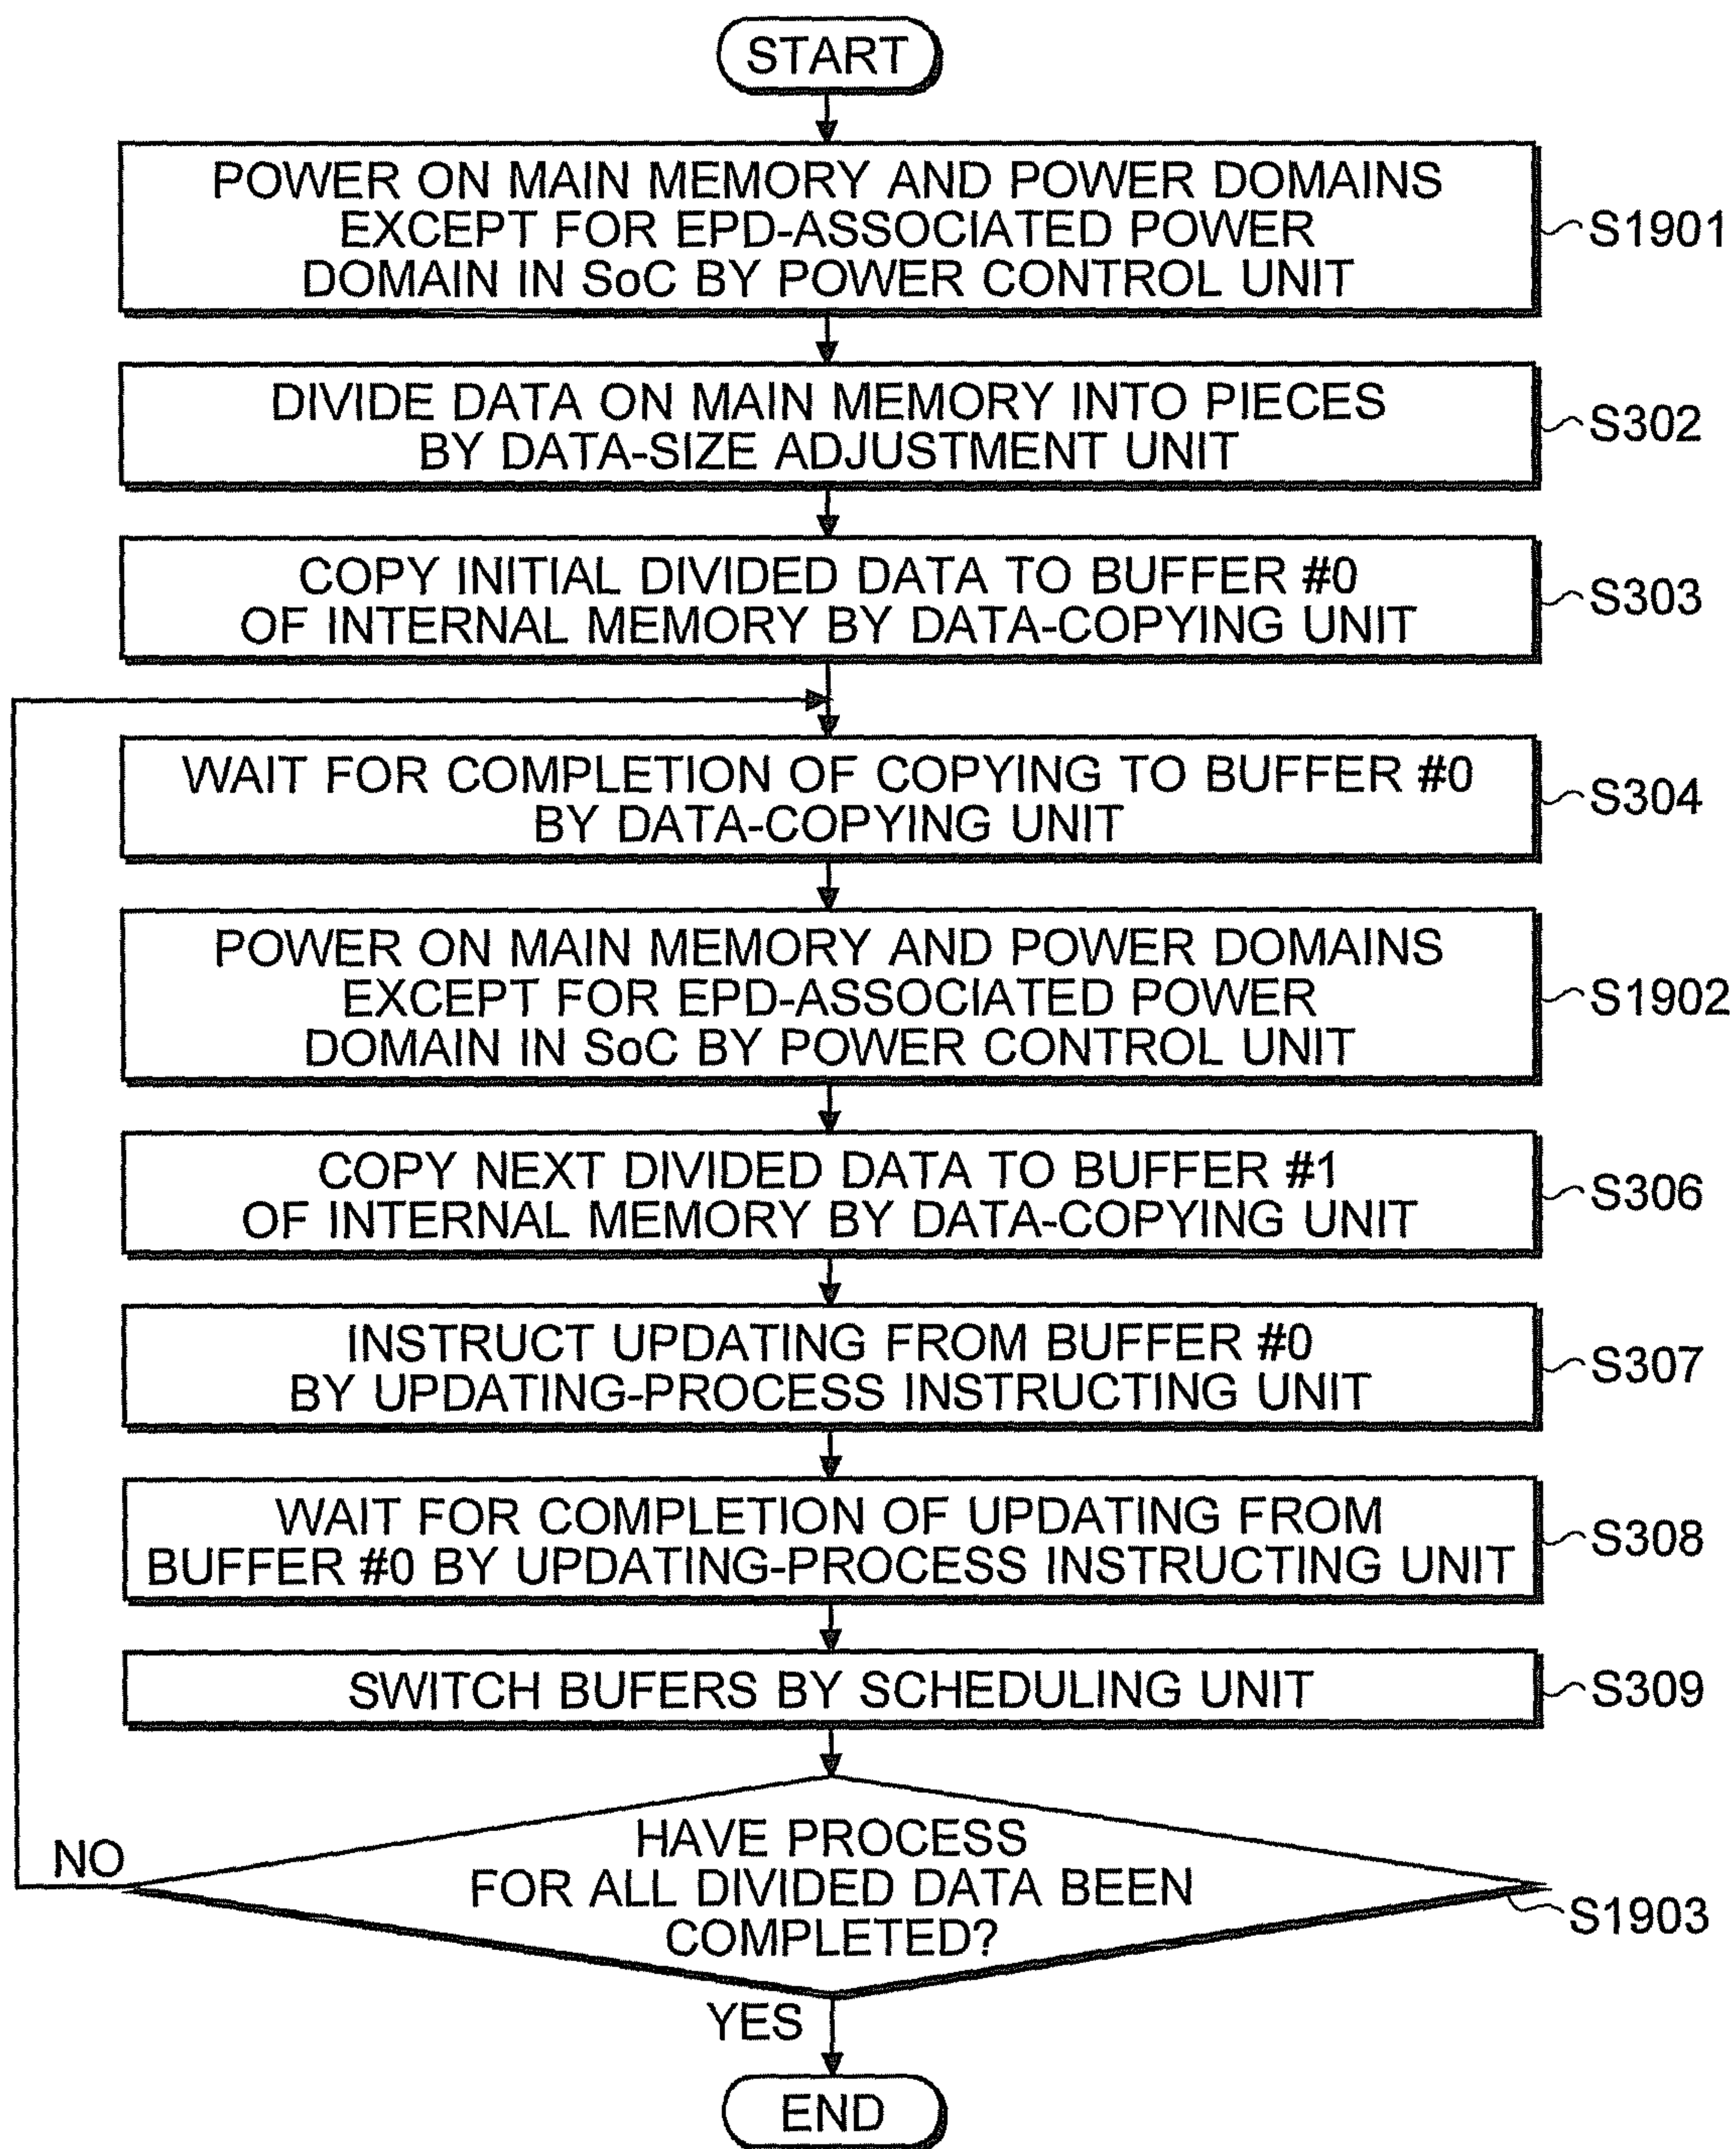 START
POWER ON MAIN MEMORY AND POWER DOMAINS
EXCEPT FOR EPD-ASSOCIATED POWER
DOMAIN IN SoC BY POWER CONTROL UNIT
S1901
DIVIDE DATA ON MAIN MEMORY INTO PIECES
BY DATA-SIZE ADJUSTMENT UNIT
S302
COPY INITIAL DIVIDED DATA TO BUFFER #0
OF INTERNAL MEMORY BY DATA-COPYING UNIT
S303
WAIT FOR COMPLETION OF COPYING TO BUFFER #0
BY DATA-COPYING UNIT
S304
POWER ON MAIN MEMORY AND POWER DOMAINS
EXCEPT FOR EPD-ASSOCIATED POWER
DOMAIN IN SoC BY POWER CONTROL UNIT
S1902
COPY NEXT DIVIDED DATA TO BUFFER #1
OF INTERNAL MEMORY BY DATA-COPYING UNIT
S306
INSTRUCT UPDATING FROM BUFFER #0
BY UPDATING-PROCESS INSTRUCTING UNIT
S307
WAIT FOR COMPLETION OF UPDATING FROM
BUFFER #0 BY UPDATING-PROCESS INSTRUCTING UNIT
S308
SWITCH BUFERS BY SCHEDULING UNIT
S309
HAVE PROCESS
FOR ALL DIVIDED DATA BEEN
COMPLETED?
S1903
NO
YES
END